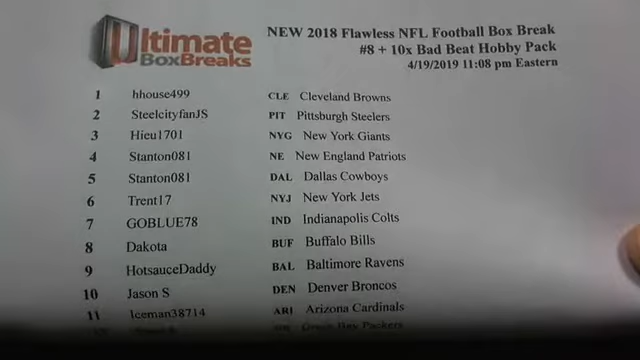 Ultimate
BoxBreaks
NEW 2018 Flawless NFL Football Box Break
#8 + 10x Bad Beat Hobby Pack
4/19/2019 11:08 pm Eastern
1 hhouse499 CLE Cleveland Browns
2 SteelcityfanJS PIT Pittsburgh Steelers
3 Hieu1701 NYG New York Giants
4 Stanton081 NE New England Patriots
5 Stanton081 DAL Dallas Cowboys
6 Trent17 NYJ New York Jets
7 GOBLUE78 IND Indianapolis Colts
8 Dakota BUF Buffalo Bills
9 HotsauceDaddy BAL Baltimore Ravens
10 Jason S DEN Denver Broncos
11 Iceman38714 ARI Arizona Cardinals
Green Bay Packers